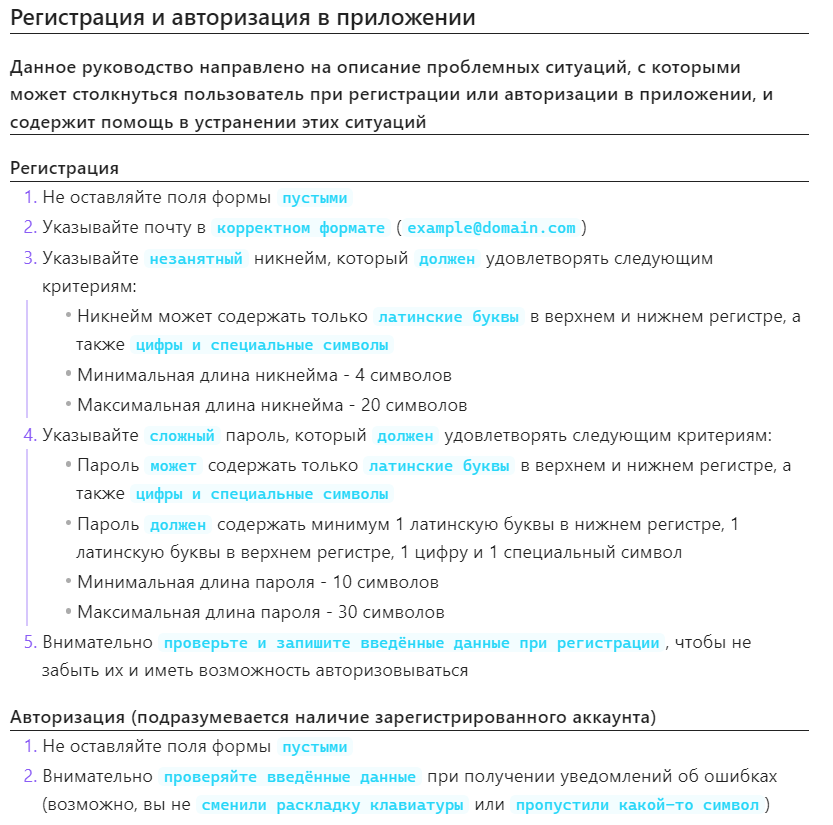 Регистрация и авторизация в приложении
Данное руководство направлено на описание проблемных ситуаций, с которыми
может столкнуться пользователь при регистрации или авторизации в приложении, и
содержит помощь в устранении этих ситуаций
Регистрация
1. Не оставляйте поля формы пустыми
2. Указывайте почту в корректном формате (example@domain.com)
3. Указывайте незанятный никнейм, который должен удовлетворять следующим
критериям:
• Никнейм может содержать только латинские буквы в верхнем и нижнем регистре, а
также цифры и специальные символы
• Минимальная длина никнейма - 4 символов
• Максимальная длина никнейма - 20 символов
4. Указывайте сложный пароль, который должен удовлетворять следующим критериям:
• Пароль может содержать только латинские буквы в верхнем и нижнем регистре, а
также цифры и специальные символы
• Пароль должен содержать минимум 1 латинскую буквы в нижнем регистре, 1
латинскую буквы в верхнем регистре, 1 цифру и 1 специальный символ
• Минимальная длина пароля - 10 символов
• Максимальная длина пароля - 30 символов
5. Внимательно проверьте и запишите введённые данные при регистрации, чтобы не
забыть их и иметь возможность авторизовываться
Авторизация (подразумевается наличие зарегистрированного аккаунта)
1. Не оставляйте поля формы пустыми
2. Внимательно проверяйте введённые данные при получении уведомлений об ошибках
(возможно, вы не сменили раскладку клавиатуры или пропустили какой-то символ)